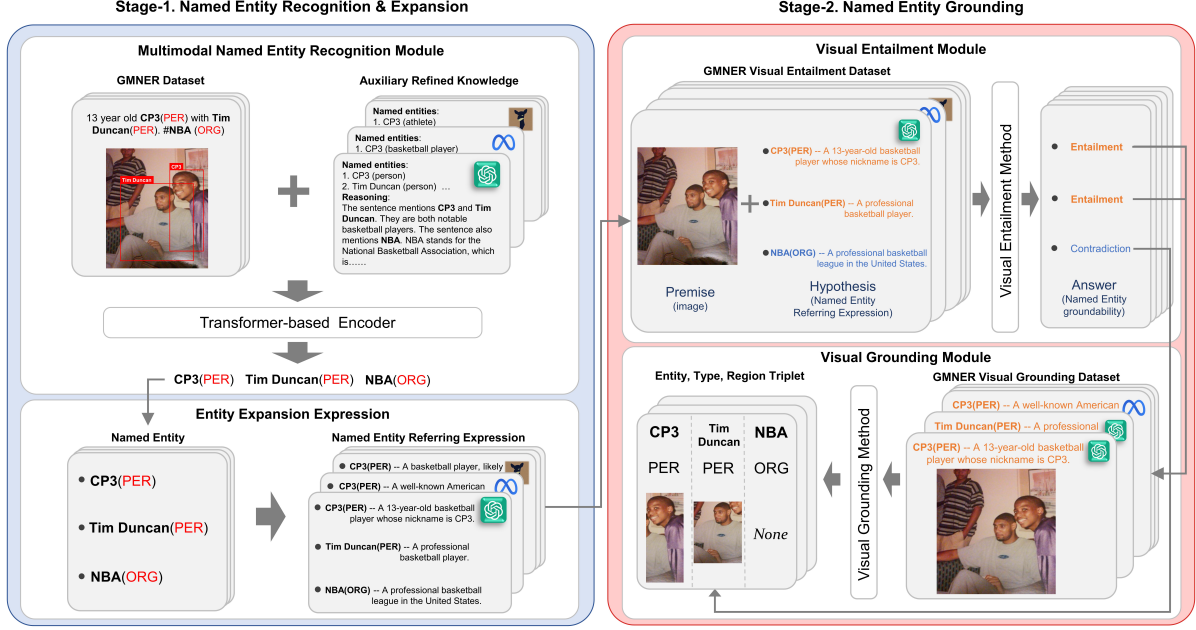 Stage-1. Named Entity Recognition & Expansion
Multimodal Named Entity Recognition Module
GMNER Dataset
13 year old CP3(PER) with Tim
Duncan(PER). #NBA (ORG)
CP3
Tim Duncan
Auxiliary Refined Knowledge
Named entities:
1. CP3 (athlete)
Named entities:
1. CP3 (basketball player)
Named entities:
1. CP3 (person)
2. Tim Duncan (person) ...
Reasoning:
The sentence mentions CP3 and Tim
Duncan. They are both notable
basketball players. The sentence also
mentions NBA. NBA stands for the
National Basketball Association, which
is......
Transformer-based Encoder
CP3(PER) Tim Duncan(PER) NBA(ORG)
Entity Expansion Expression
Named Entity
CP3(PER)
Tim Duncan(PER)
NBA(ORG)
Named Entity Referring Expression
CP3(PER) -- A basketball player, likely
CP3(PER) -- A well-known American
CP3(PER) -- A 13-year-old basketball
player whose nickname is CP3.
Tim Duncan(PER) -- A professional
basketball player.
NBA(ORG) -- A professional basketball
league in the United States.
Stage-2. Named Entity Grounding
Visual Entailment Module
GMNER Visual Entailment Dataset
CP3(PER) -- A 13-year-old basketball
player whose nickname is CP3.
Tim Duncan(PER) -- A professional
basketball player.
NBA(ORG) -- A professional basketball
league in the United States.
Premise
(image)
Hypothesis
(Named Entity
Referring Expression)
Visual Entailment Method
Entailment
Entailment
Contradiction
Answer
(Named Entity
groundability)
Visual Grounding Module
Entity, Type, Region Triplet
CP3
Tim
Duncan
NBA
PER
PER
ORG
None
Visual Grounding Method
GMNER Visual Grounding Dataset
CP3(PER) -- A well-known American
Tim Duncan(PER) -- A professional
CP3(PER) -- A 13-year-old basketball
player whose nickname is CP3.